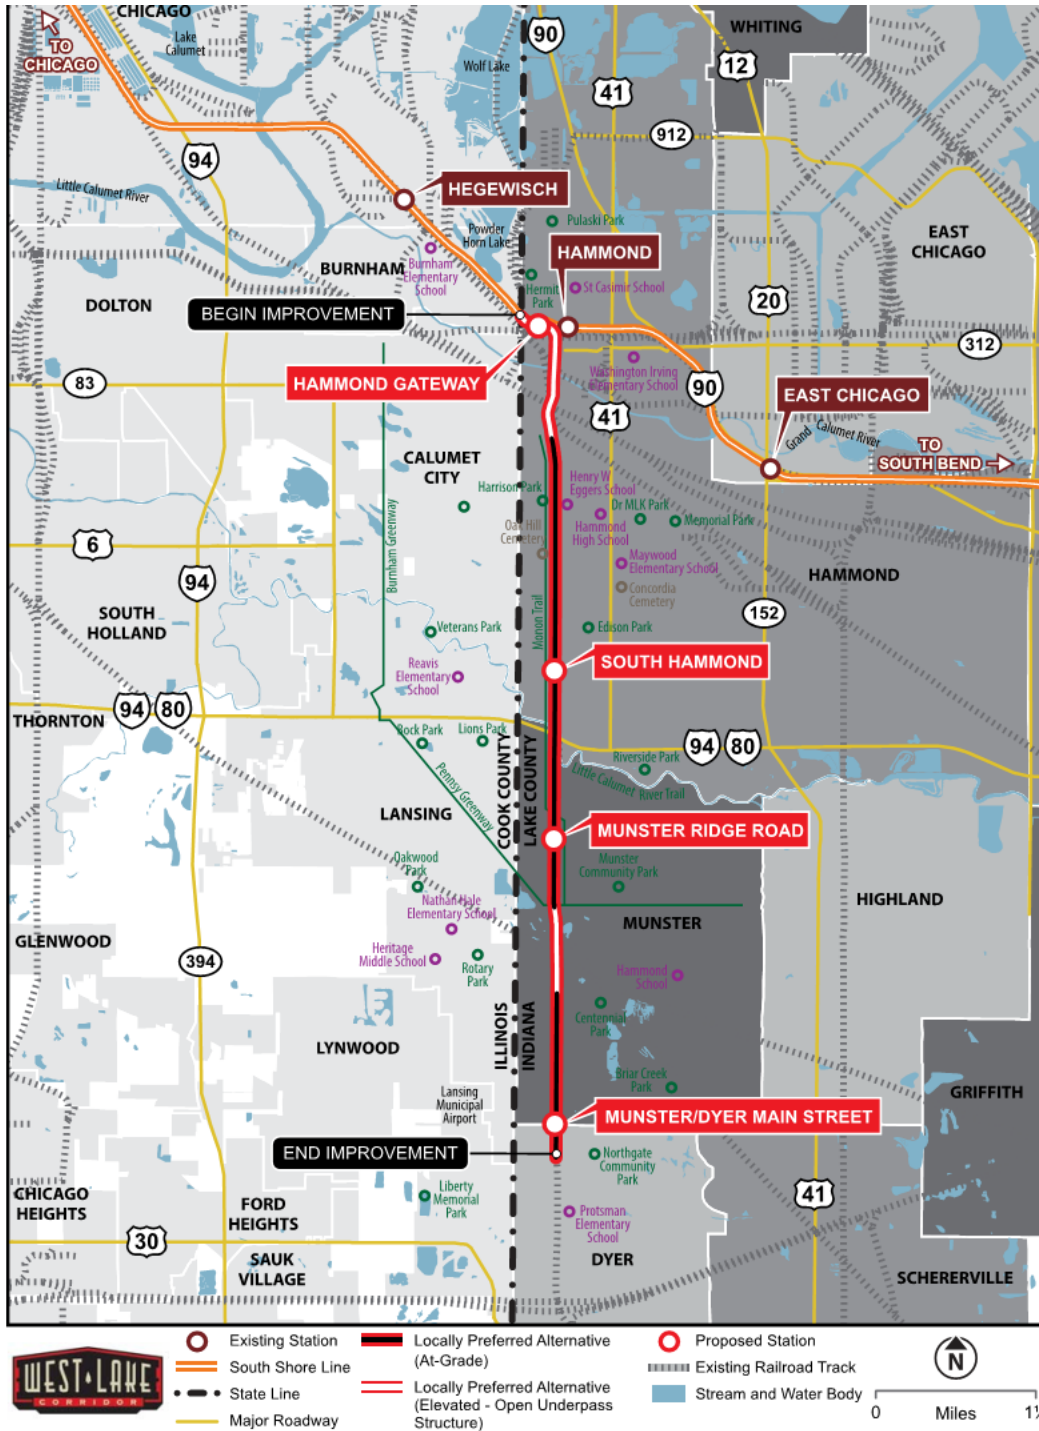 CHICAGO
TO
CHICAGO
Lake
Calumet
Wolf Lake
WHITING
90
41
12
912
94
Little Calumet River
HEGEWISCH
Powder
Horn Lake
Pulaski Park
HAMMOND
EAST
CHICAGO
BURNHAM
Burnham
Elementary
School
Hermit
Park
St Casimir School
DOLTON
BEGIN IMPROVEMENT
20
312
83
HAMMOND GATEWAY
Washington Irving
Elementary School
90
EAST CHICAGO
41
Grand Calumet River
TO
SOUTH BEND
CALUMET
CITY
Harrison Park
Henry W
Eggers School
Dr MLK Park
Memorial Park
Oak Hill
Cemetery
Hammond
High School
Burnham Greenway
6
Maywood
Elementary School
Concordia
Cemetery
HAMMOND
94
SOUTH
HOLLAND
152
Veterans Park
Monon Trail
Edison Park
Reavis
Elementary
School
SOUTH HAMMOND
THORNTON
94
80
Bock Park
Lions Park
COOK COUNTY
LAKE COUNTY
94
80
Riverside Park
Little Calumet River Trail
Pennsy Greenway
LANSING
MUNSTER RIDGE ROAD
Oakwood
Park
Munster
Community Park
Nathan Hale
Elementary School
HIGHLAND
MUNSTER
GLENWOOD
394
Heritage
Middle School
Rotary
Park
Hammond
School
ILLINOIS
INDIANA
Centennial
Park
LYNWOOD
Briar Creek
Park
GRIFFITH
Lansing
Municipal
Airport
MUNSTER/DYER MAIN STREET
END IMPROVEMENT
Northgate
Community
Park
CHICAGO
HEIGHTS
FORD
HEIGHTS
Liberty
Memorial
Park
41
Protsman
Elementary
School
30
SAUK
VILLAGE
DYER
SCHERERVILLE
WEST LAKE
CORRIDOR
Existing Station
South Shore Line
State Line
Major Roadway
Locally Preferred Alternative
(At-Grade)
Locally Preferred Alternative
(Elevated - Open Underpass
Structure)
Proposed Station
Existing Railroad Track
Stream and Water Body
N
0 Miles